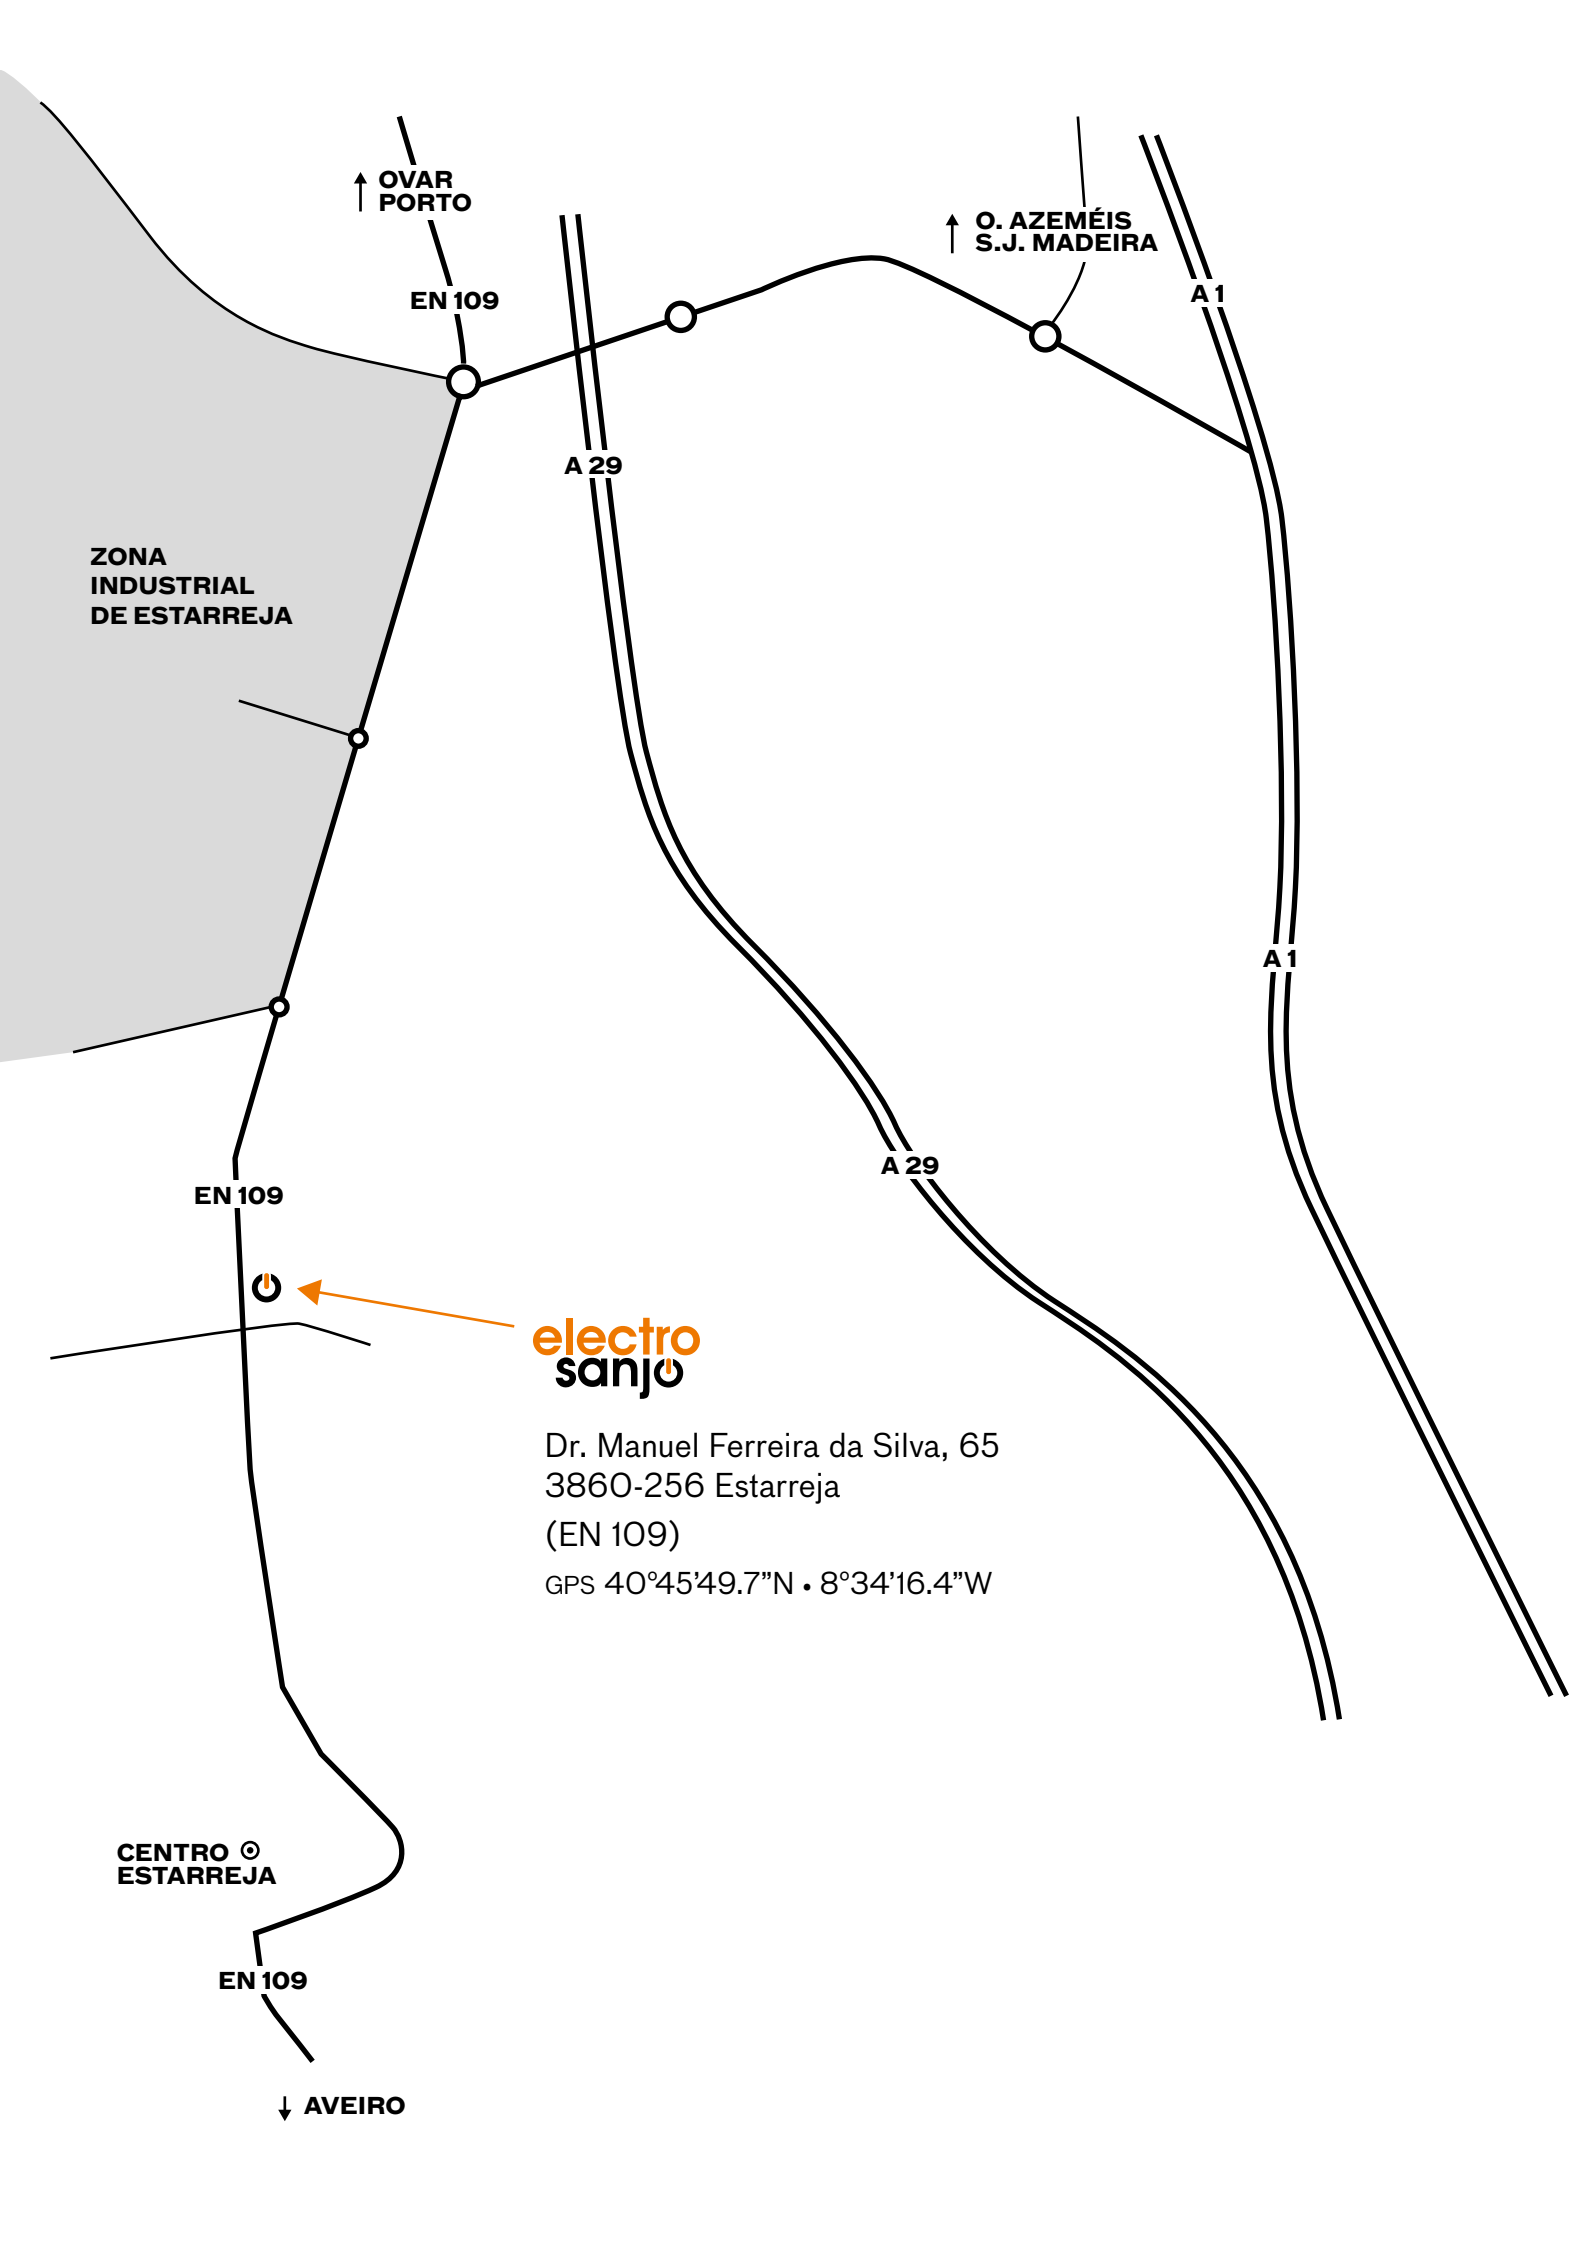 OVAR
PORTO
O. AZEMÉIS
S.J. MADEIRA
EN 109
A 1
A 29
ZONA
INDUSTRIAL
DE ESTARREJA
A 1
A 29
EN 109
electro
sanjo
Dr. Manuel Ferreira da Silva, 65
3860-256 Estarreja
(EN 109)
GPS 40°45’49.7”N • 8°34’16.4”W
CENTRO
ESTARREJA
EN 109
AVEIRO